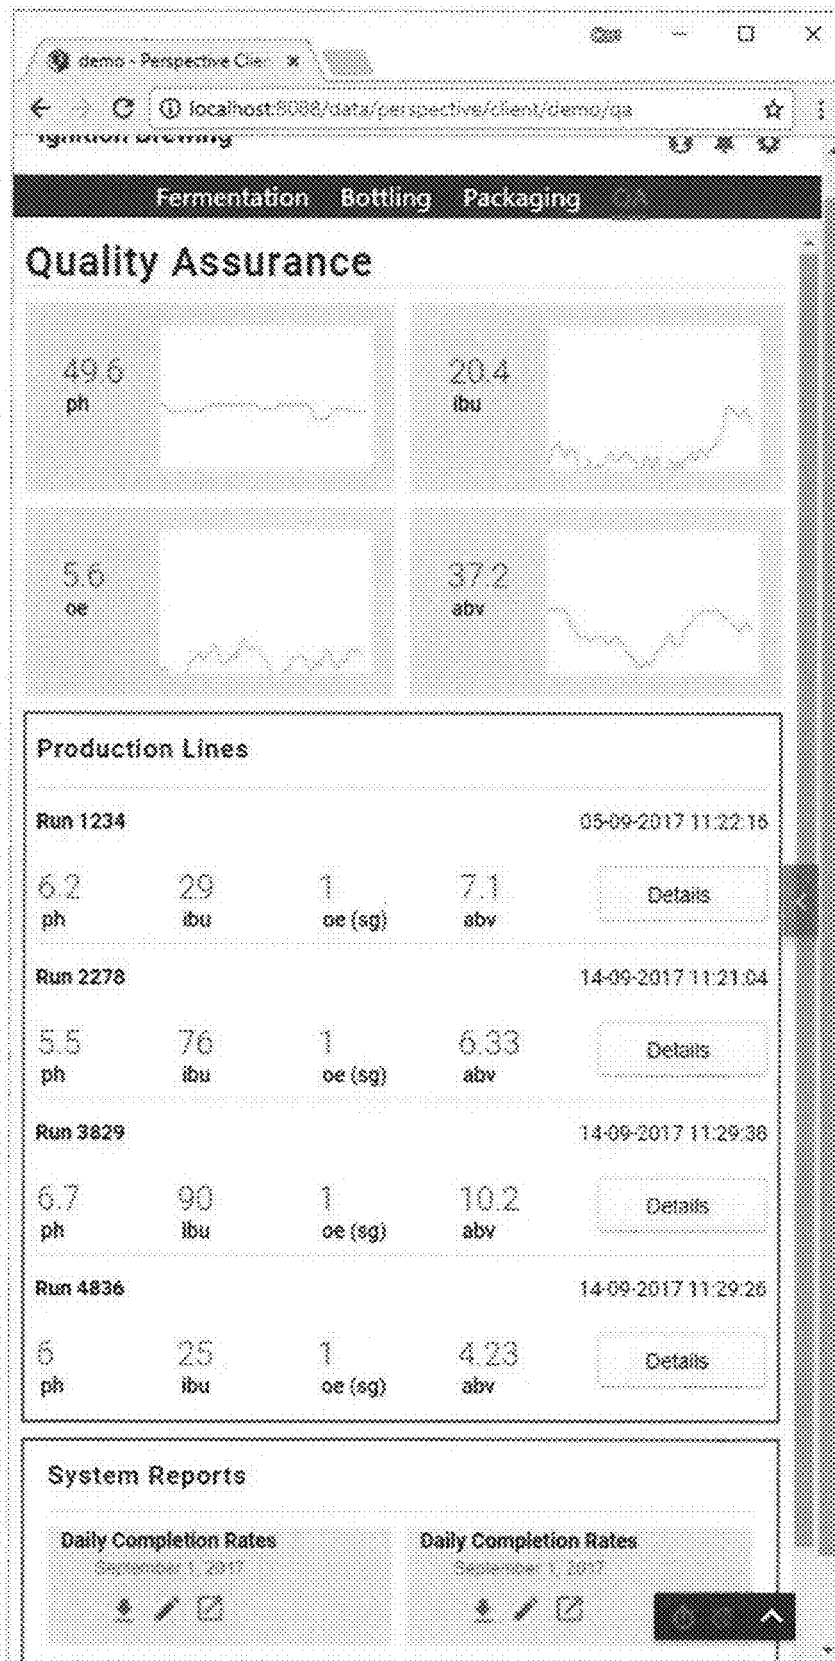 demo - Perspective Clie
localhost:8088/data/perspective/client/demo/qa
Ignition Brewing
Fermentation Bottling Packaging QA
Quality Assurance
49.6
ph
20.4
ibu
5.6
oe
37.2
abv
Production Lines
Run 1234 05-09-2017 11:22:16
6.2 29 1 7.1 Details
ph ibu oe (sg) abv
Run 2278 14-09-2017 11:21:04
5.5 76 1 6.33 Details
ph ibu oe (sg) abv
Run 3829 14-09-2017 11:29:36
6.7 90 1 10.2 Details
ph ibu oe (sg) abv
Run 4836 14-09-2017 11:29:26
6 25 1 4.23 Details
ph ibu oe (sg) abv
System Reports
Daily Completion Rates Daily Completion Rates
September 1, 2017 September 1, 2017